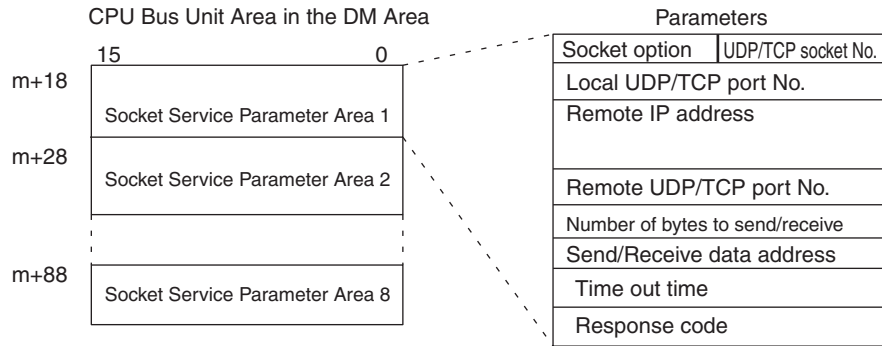 CPU Bus Unit Area in the DM Area
15 0
m+18
Socket Service Parameter Area 1
m+28
Socket Service Parameter Area 2
m+88
Socket Service Parameter Area 8
Parameters
Socket option UDP/TCP socket No.
Local UDP/TCP port No.
Remote IP address
Remote UDP/TCP port No.
Number of bytes to send/receive
Send/Receive data address
Time out time
Response code